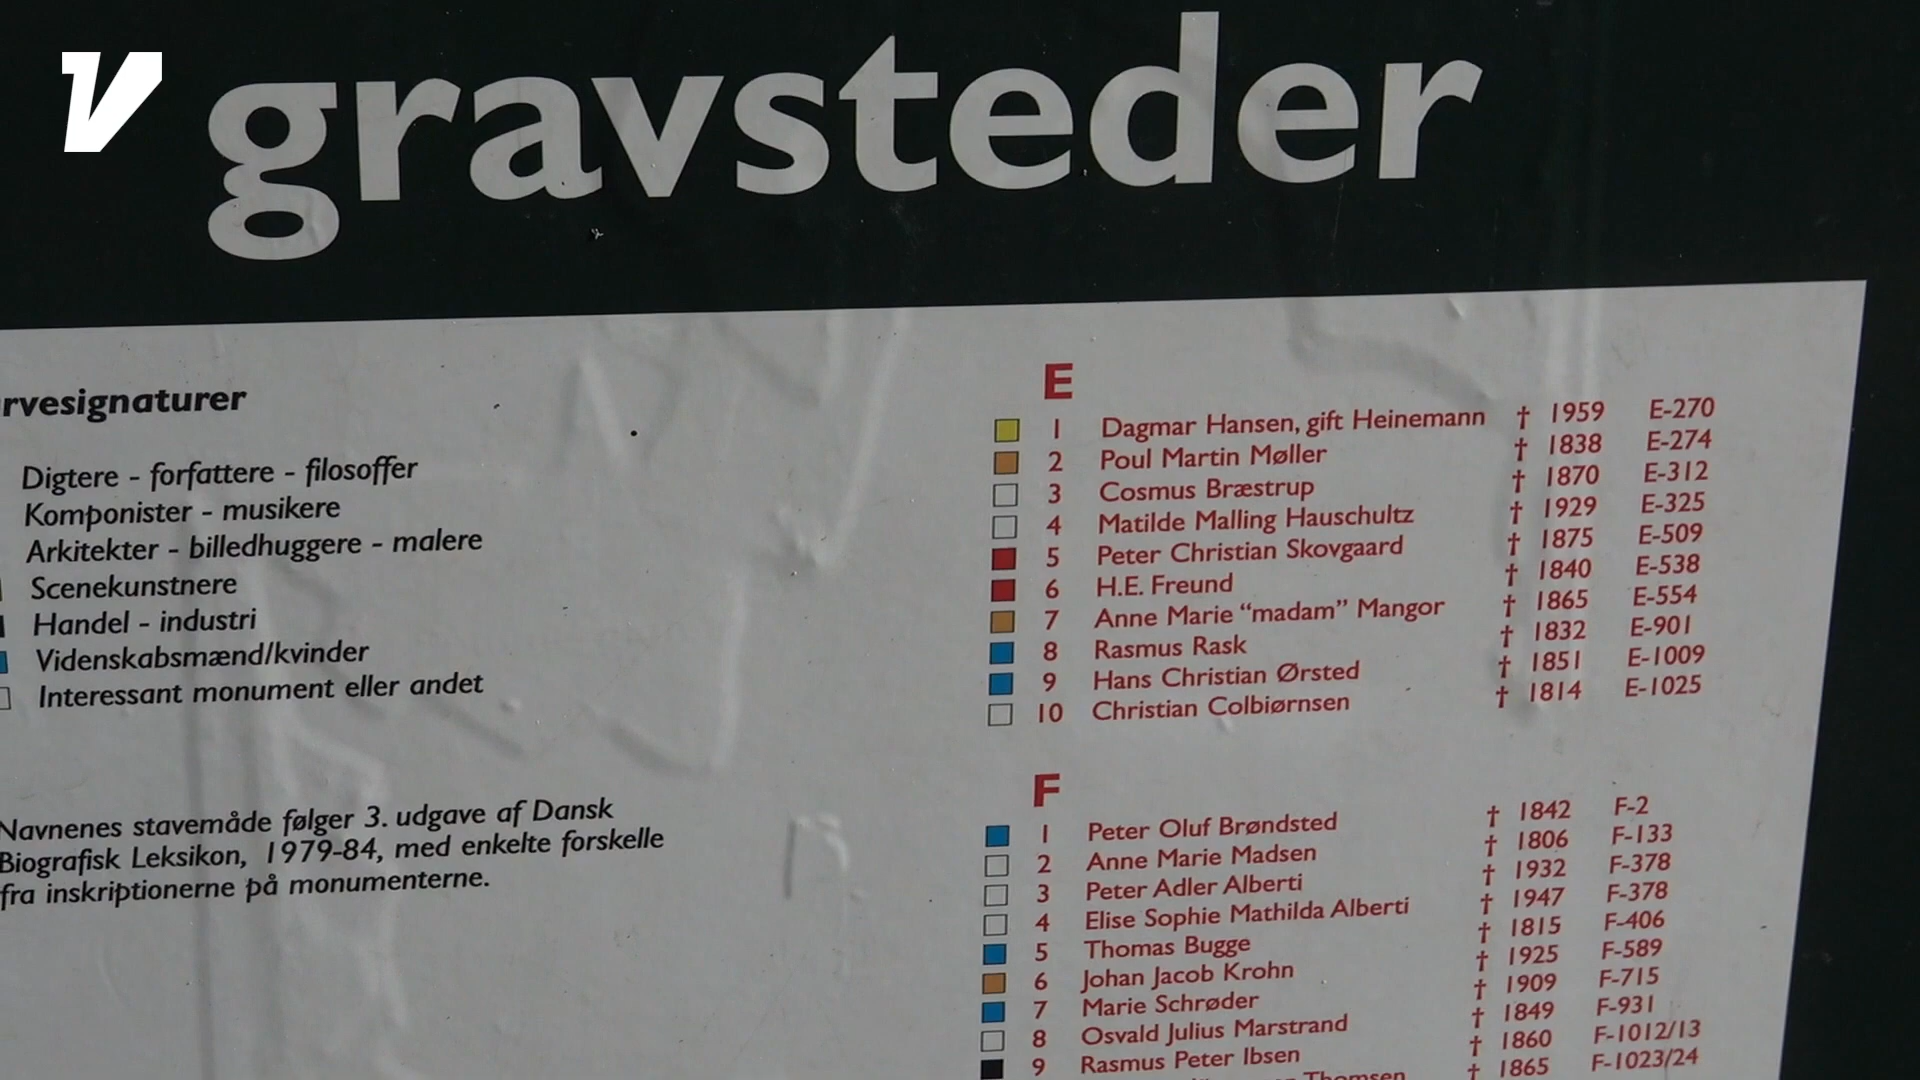 gravsteder
rvesignaturer
Digtere - forfattere - filosoffer
Komponister - musikere
Arkitekter - billedhuggere - malere
Scenekunstnere
Handel - industri
Videnskabsmænd/kvinder
Interessant monument eller andet
Navnenes stavemåde følger 3. udgave af Dansk
Biografisk Leksikon, 1979-84, med enkelte forskelle
fra inskriptionerne på monumenterne.
E
1 Dagmar Hansen, gift Heinemann † 1959 E-270
2 Poul Martin Møller † 1838 E-274
3 Cosmus Bræstrup † 1870 E-312
4 Matilde Malling Hauschultz † 1929 E-325
5 Peter Christian Skovgaard † 1875 E-509
6 H.E. Freund † 1840 E-538
7 Anne Marie “madam” Mangor † 1865 E-554
8 Rasmus Rask † 1832 E-901
9 Hans Christian Ørsted † 1851 E-1009
10 Christian Colbiørnsen † 1814 E-1025
F
1 Peter Oluf Brøndsted † 1842 F-2
2 Anne Marie Madsen † 1806 F-133
3 Peter Adler Alberti † 1932 F-378
4 Elise Sophie Mathilda Alberti † 1947 F-378
5 Thomas Bugge † 1815 F-406
6 Johan Jacob Krohn † 1925 F-589
7 Marie Schrøder † 1909 F-715
8 Osvald Julius Marstrand † 1849 F-931
9 Rasmus Peter Ibsen † 1860 F-1012/13
Thomsen † 1865 F-1023/24